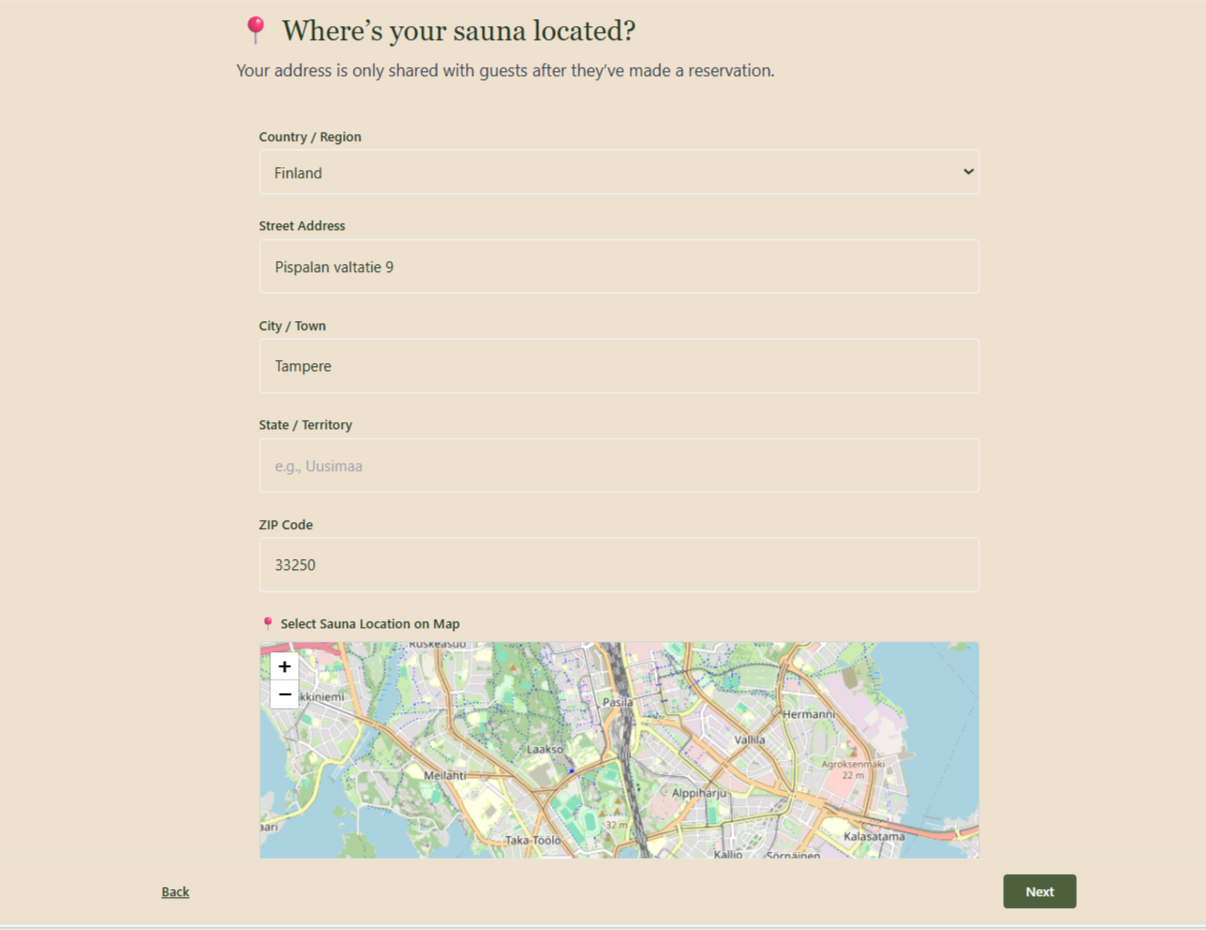 Where's your sauna located?
Your address is only shared with guests after they've made a reservation.
Country / Region
Finland
Street Address
Pispalan valtatie 9
City / Town
Tampere
State / Territory
e.g., Uusimaa
ZIP Code
33250
Select Sauna Location on Map
Ruskeasuo
+
−
kkiniemi
Pasila
Hermanni
Vallila
Laakso
Agroksenmäki
22 m
Meilahti
Alppiharju
32 m
aari
Taka-Töölö
Kalasatama
Kallio
Sörnäinen
Back
Next